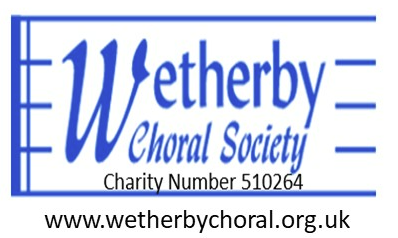 Wetherby
Choral Society
Charity Number 510264
www.wetherbychoral.org.uk